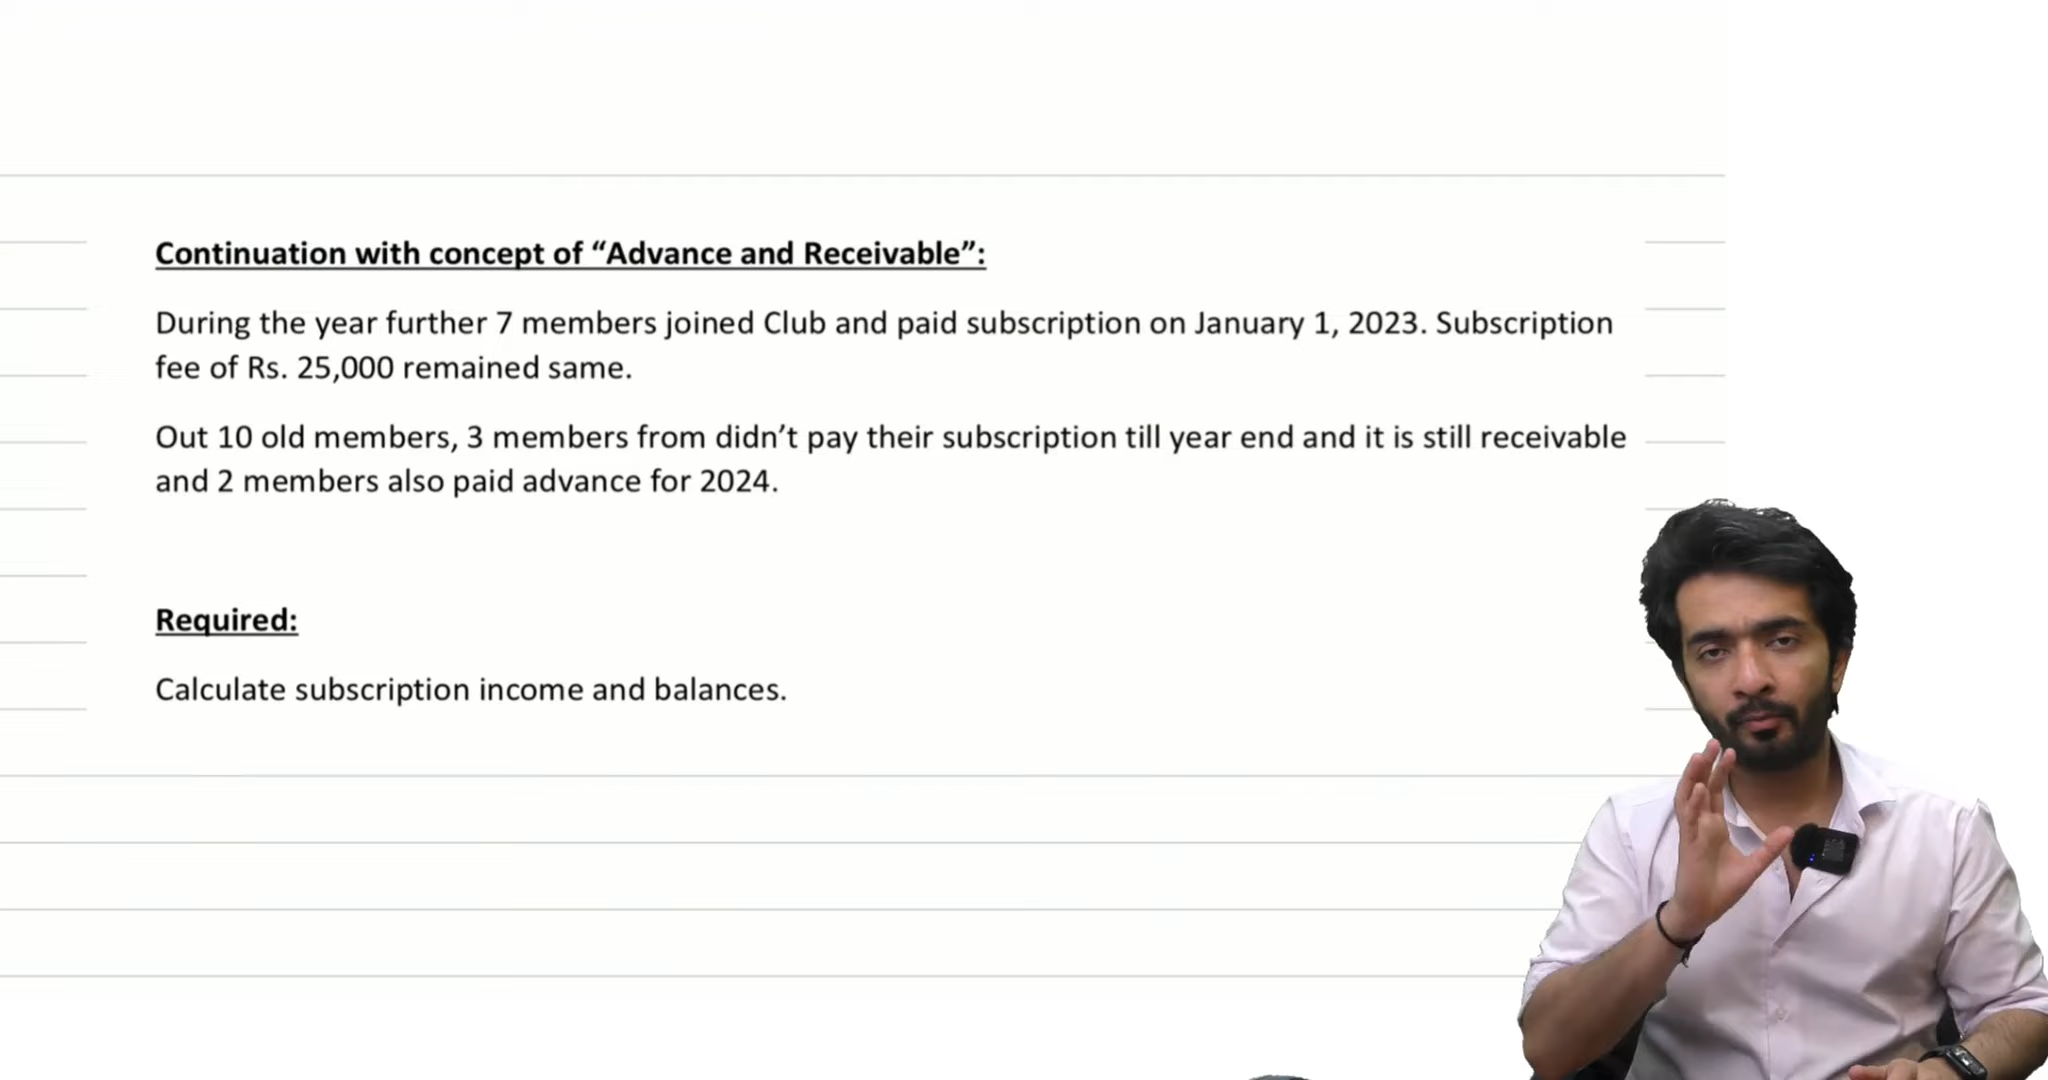 Continuation with concept of “Advance and Receivable”:
During the year further 7 members joined Club and paid subscription on January 1, 2023. Subscription
fee of Rs. 25,000 remained same.
Out 10 old members, 3 members from didn’t pay their subscription till year end and it is still receivable
and 2 members also paid advance for 2024.
Required:
Calculate subscription income and balances.